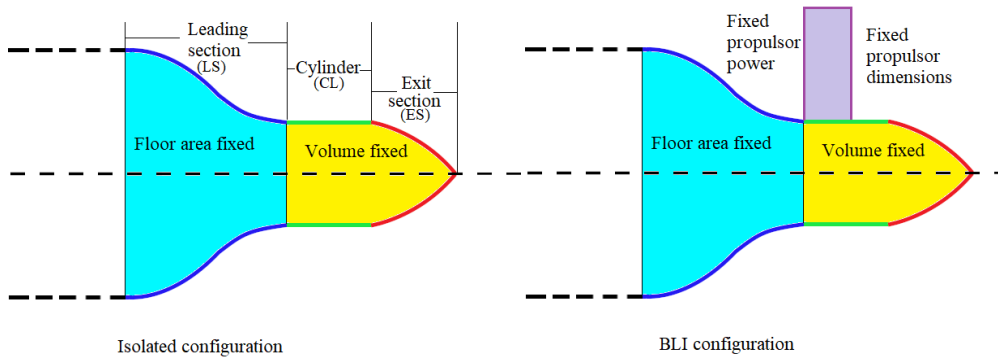 Leading
section
(LS)
Cylinder
(CL)
Exit
section
(ES)
Floor area fixed
Volume fixed
Isolated configuration
Fixed
propulsor
power
Fixed
propulsor
dimensions
Floor area fixed
Volume fixed
BLI configuration